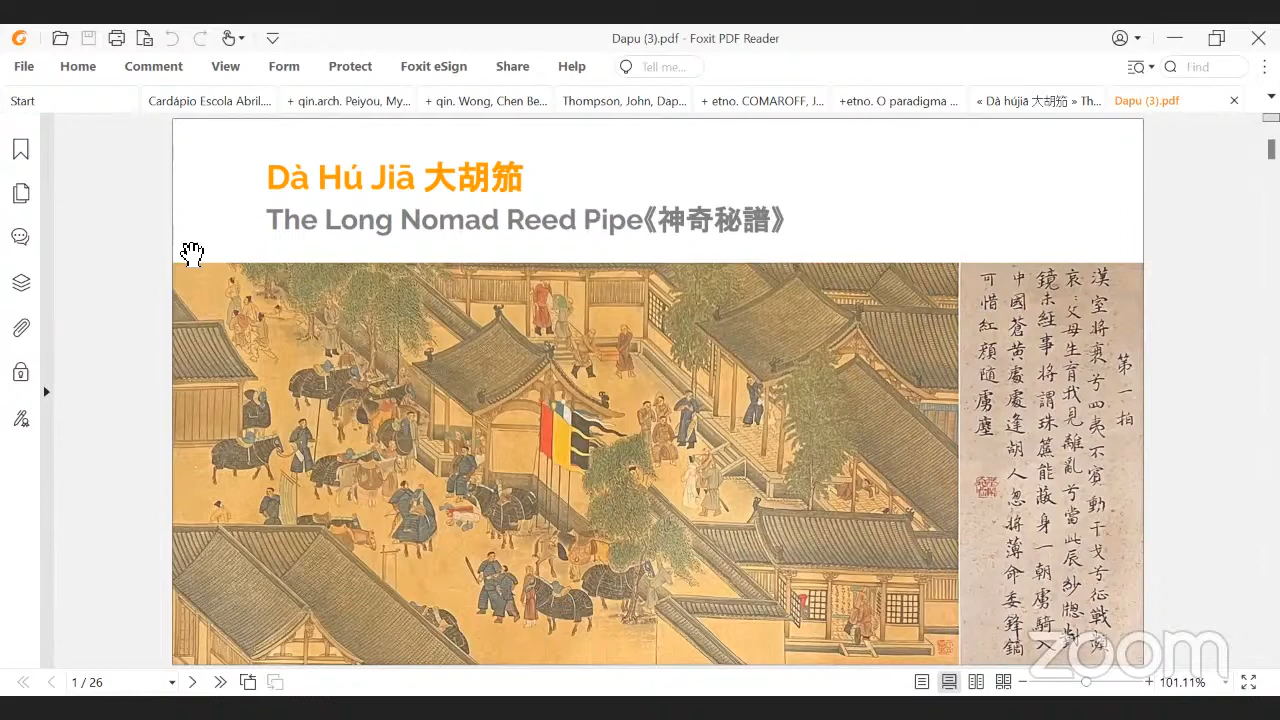 Dapu (3).pdf - Foxit PDF Reader
File Home Comment View Form Protect Foxit eSign Share Help Tell me... Find
Start Cardápio Escola Abril.... + qin.arch. Peiyou, My... + qin. Wong, Chen Be... Thompson, John, Dap... + etno. COMAROFF, J... +etno. O paradigma ... « Dà hújiā 大胡笳 » Th... Dapu (3).pdf
Dà Hú Jiā 大胡笳
The Long Nomad Reed Pipe《神奇秘譜》
第一拍
漢室將衰兮四夷不賓動干戈兮征戰頻
哀〻父母生育我見離亂兮當此辰紗牕對
鏡未經事將謂珠簾能蔽身一朝虜騎入
中國蒼黃處處逢胡人忽將薄命委鋒鏑
可惜紅顏隨虜塵
zoom
1 / 26
101.11%